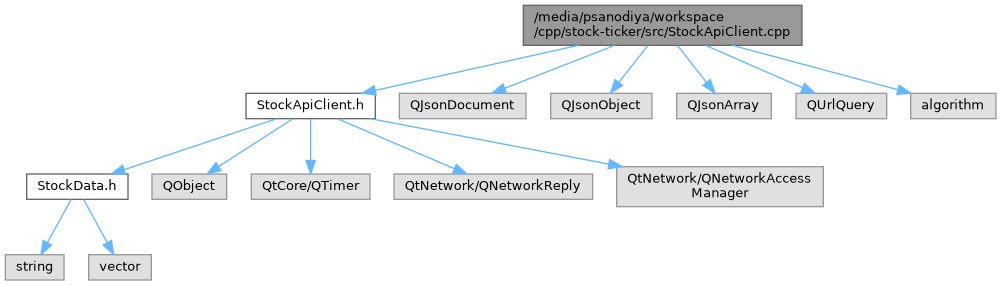 /media/psanodiya/workspace
/cpp/stock-ticker/src/StockApiClient.cpp
StockApiClient.h
QJsonDocument
QJsonObject
QJsonArray
QUrlQuery
algorithm
StockData.h
QObject
QtCore/QTimer
QtNetwork/QNetworkReply
QtNetwork/QNetworkAccess
Manager
string
vector